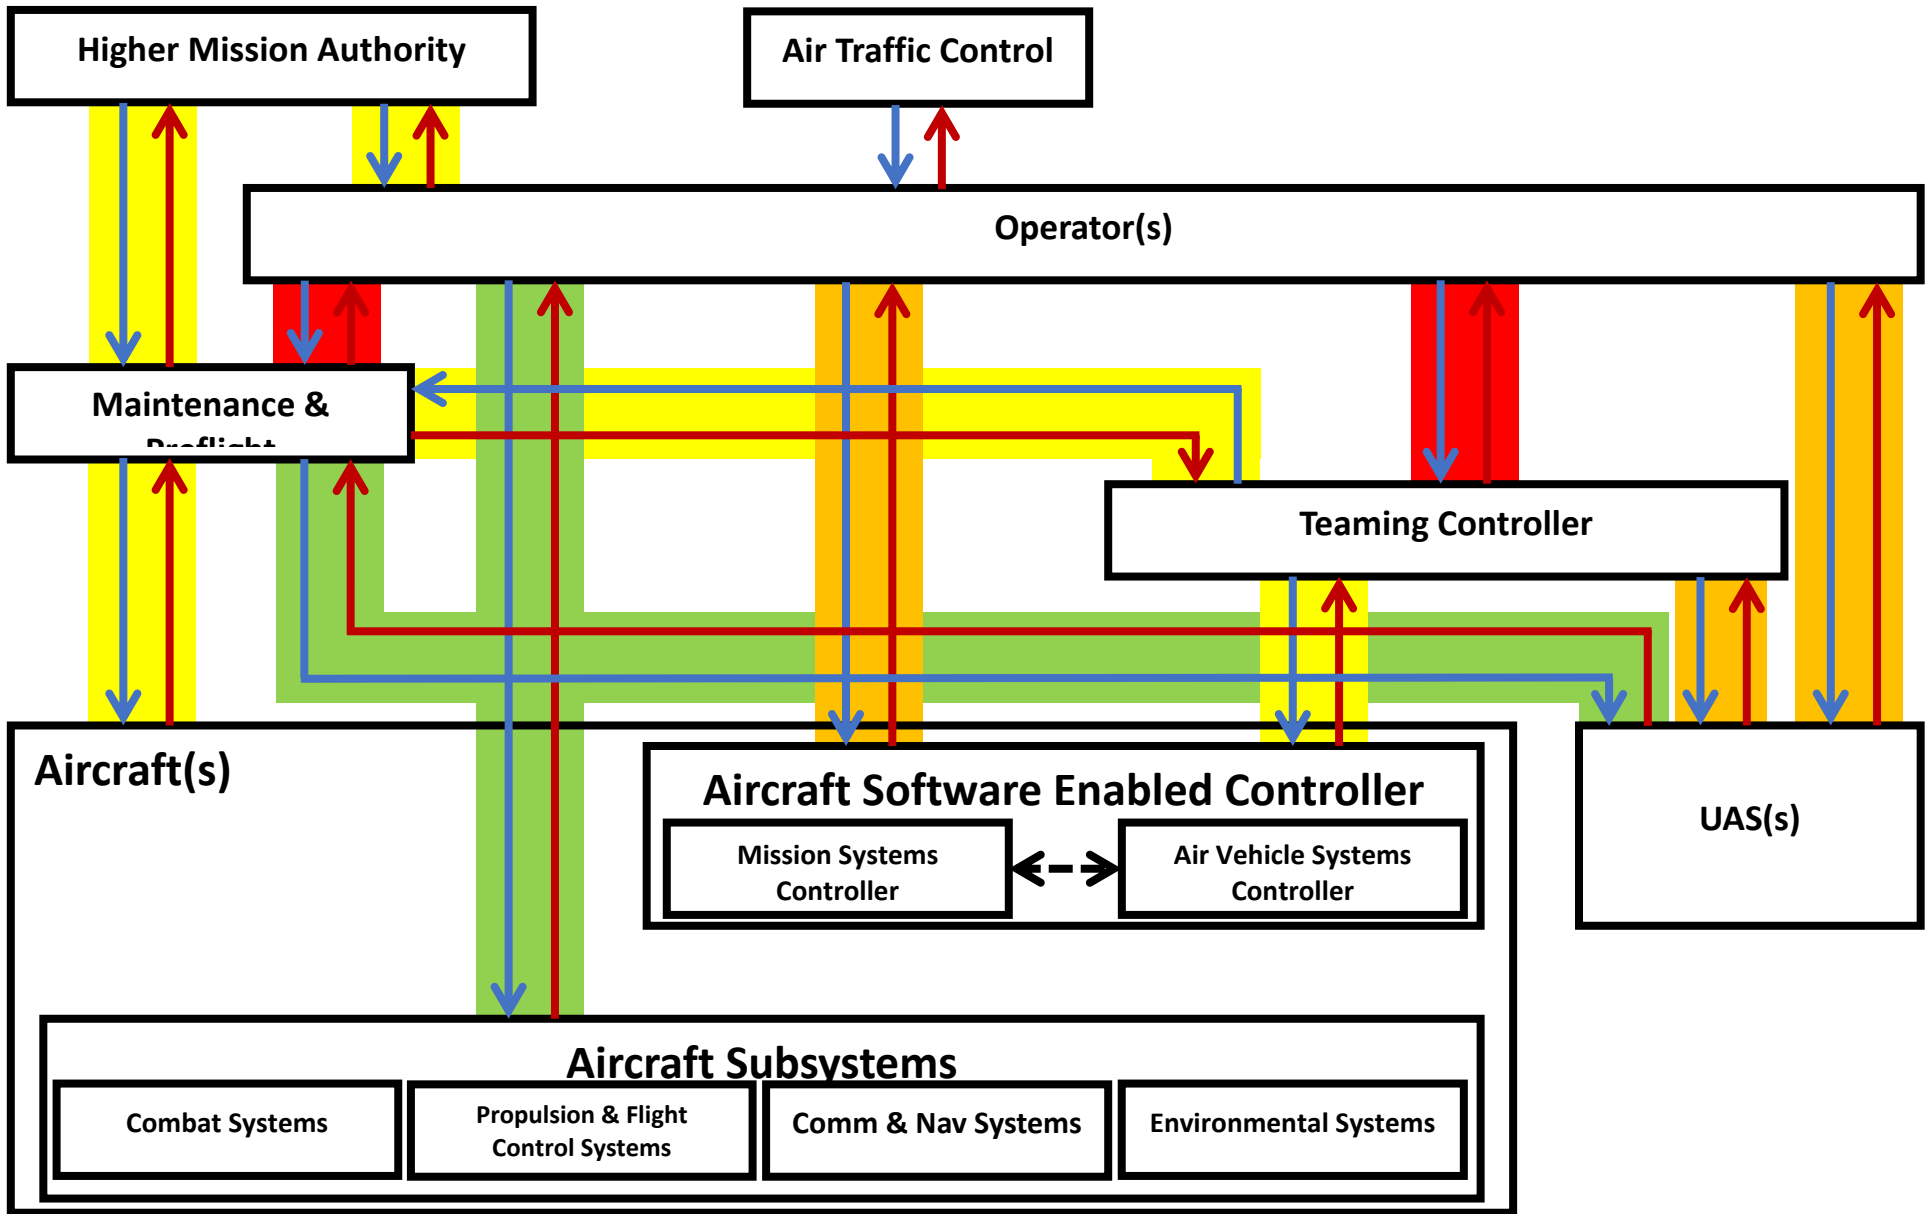 Higher Mission Authority
Air Traffic Control
Operator(s)
Maintenance &
Preflight
Teaming Controller
Aircraft(s)
Aircraft Software Enabled Controller
Mission Systems
Controller
Air Vehicle Systems
Controller
UAS(s)
Aircraft Subsystems
Combat Systems
Propulsion & Flight
Control Systems
Comm & Nav Systems
Environmental Systems